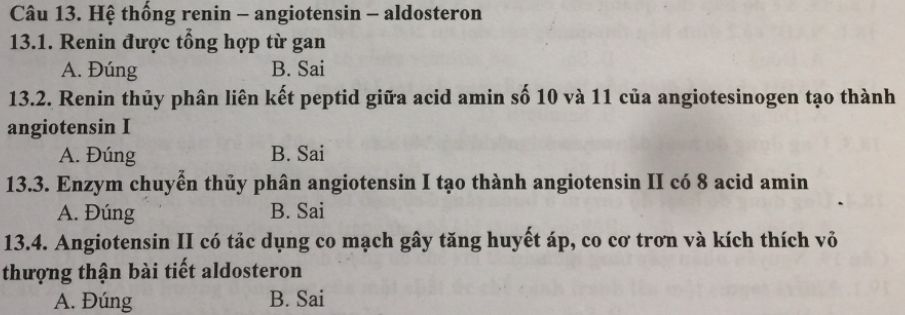 Câu 13. Hệ thống renin – angiotensin – aldosteron
13.1. Renin được tổng hợp từ gan
A. Đúng B. Sai
13.2. Renin thủy phân liên kết peptid giữa acid amin số 10 và 11 của angiotesinogen tạo thành
angiotensin I
A. Đúng B. Sai
13.3. Enzym chuyển thủy phân angiotensin I tạo thành angiotensin II có 8 acid amin
A. Đúng B. Sai
13.4. Angiotensin II có tác dụng co mạch gây tăng huyết áp, co cơ trơn và kích thích vỏ
thượng thận bài tiết aldosteron
A. Đúng B. Sai